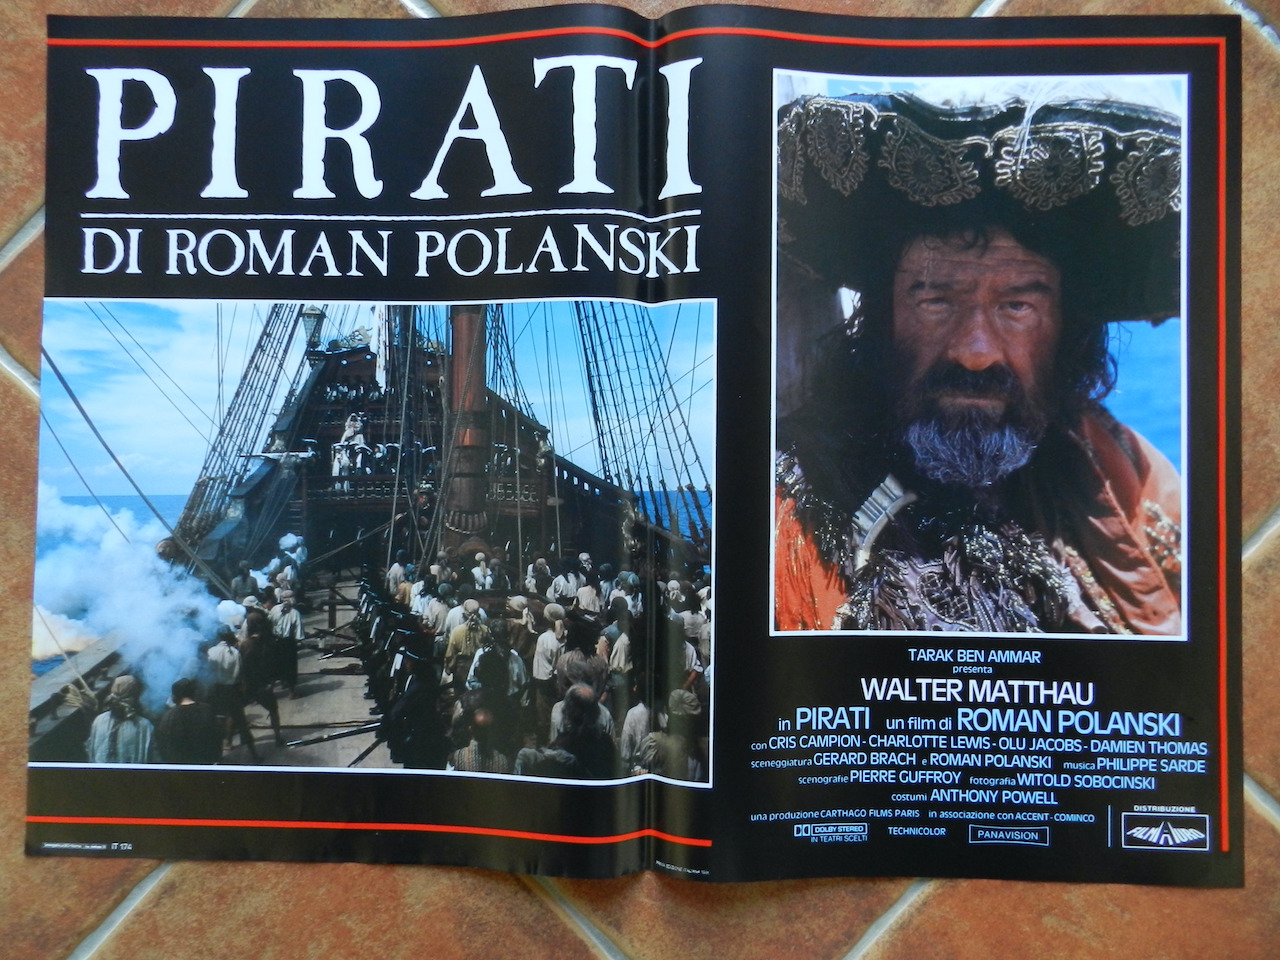 PIRATI
DI ROMAN POLANSKI
TARAK BEN AMMAR
presenta
WALTER MATTHAU
in PIRATI un film di ROMAN POLANSKI
con CRIS CAMPION - CHARLOTTE LEWIS - OLU JACOBS - DAMIEN THOMAS
sceneggiatura GERARD BRACH e ROMAN POLANSKI musica PHILIPPE SARDE
scenografie PIERRE GUFFROY fotografia WITOLD SOBOCINSKI
costumi ANTHONY POWELL
una produzione CARTHAGO FILMS PARIS in associazione con ACCENT-COMINCO
DOLBY STEREO
IN TEATRI SCELTI
TECHNICOLOR
PANAVISION
DISTRIBUZIONE
FILMAURO
IT 174